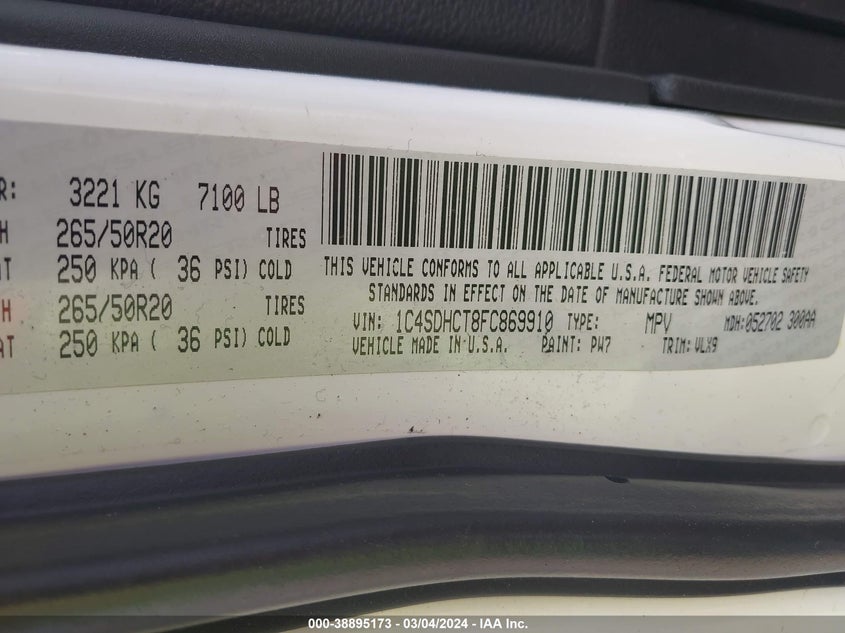 R: 3221 KG 7100 LB
H 265/50R20 TIRES
AT 250 KPA ( 36 PSI) COLD
H 265/50R20 TIRES
AT 250 KPA ( 36 PSI) COLD
THIS VEHICLE CONFORMS TO ALL APPLICABLE U.S.A. FEDERAL MOTOR VEHICLE SAFETY
STANDARDS IN EFFECT ON THE DATE OF MANUFACTURE SHOWN ABOVE.
VIN: 1C4SDHCT8FC869910 TYPE: MPV MDH:052702 300AA
VEHICLE MADE IN U.S.A. PAINT: PW7 TRIM: VLX9
000-38895173 - 03/04/2024 - IAA Inc.